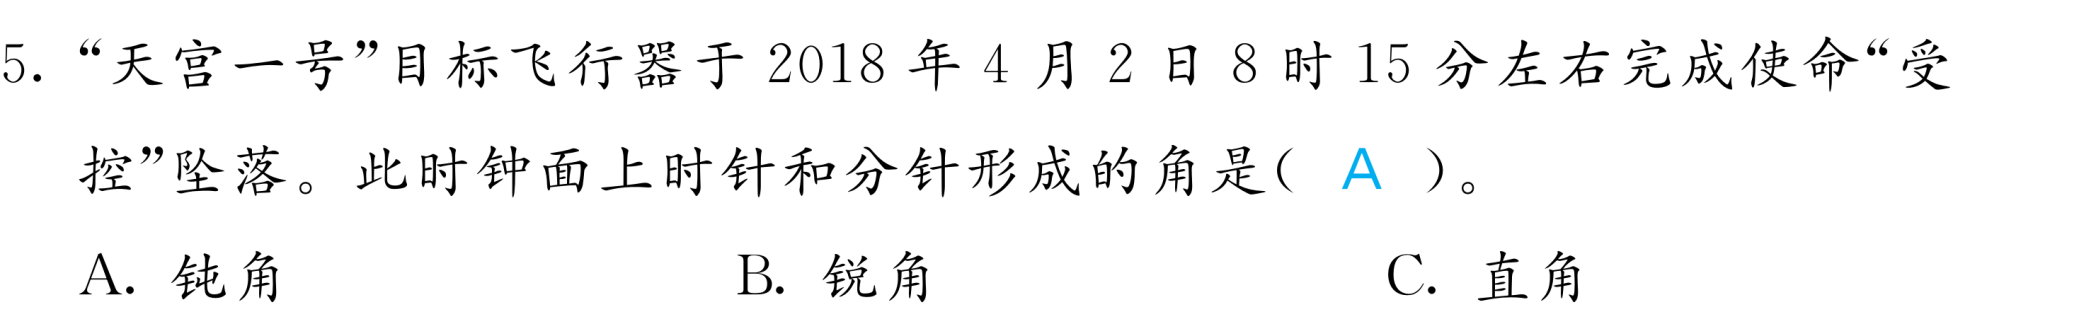 5. “天宫一号”目标飞行器于 2018 年 4 月 2 日 8 时 15 分左右完成使命“受
控”坠落。此时钟面上时针和分针形成的角是( A )。
A. 钝角 B. 锐角 C. 直角